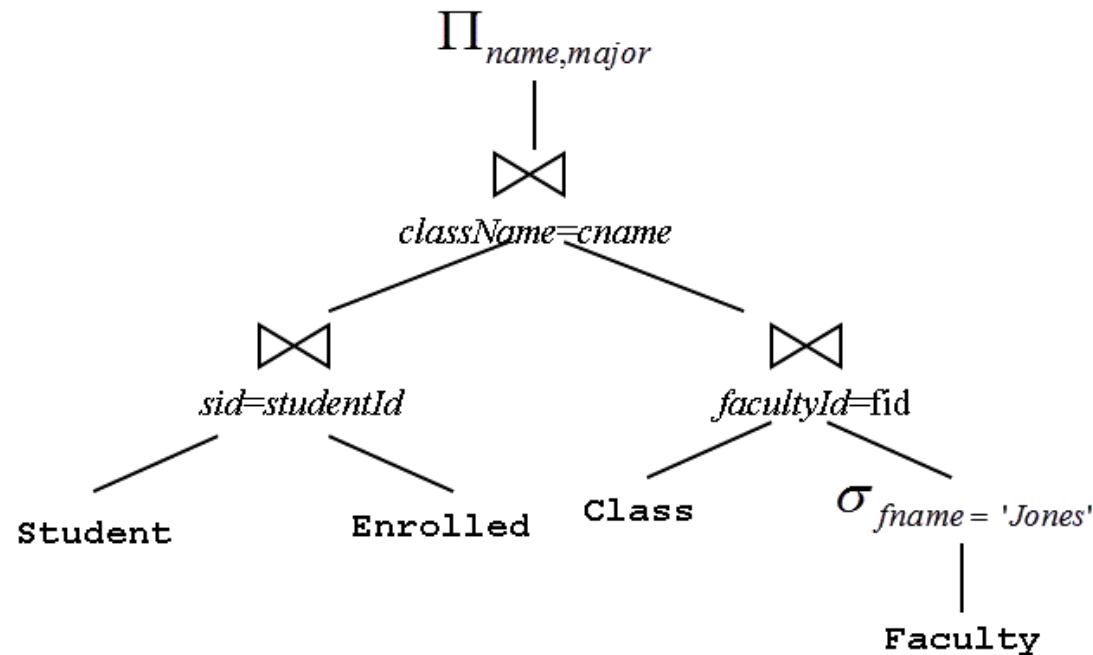 Π name,major
⋈
className=cname
⋈ ⋈
sid=studentId facultyId=fid
Student Enrolled Class σ fname = 'Jones'
Faculty